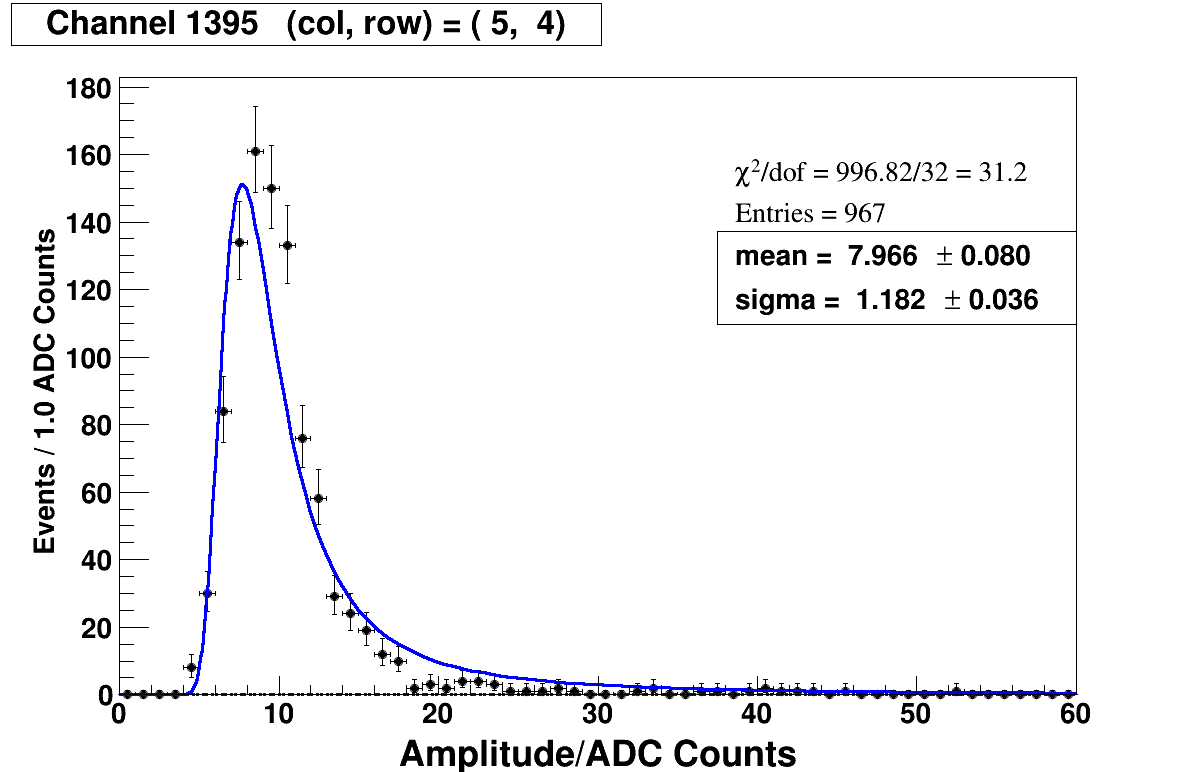 Channel 1395 (col, row) = ( 5, 4)
180
160
140
120
100
80
60
40
20
0
Events / 1.0 ADC Counts
χ²/dof = 996.82/32 = 31.2
Entries = 967
mean = 7.966 ± 0.080
sigma = 1.182 ± 0.036
0 10 20 30 40 50 60
Amplitude/ADC Counts